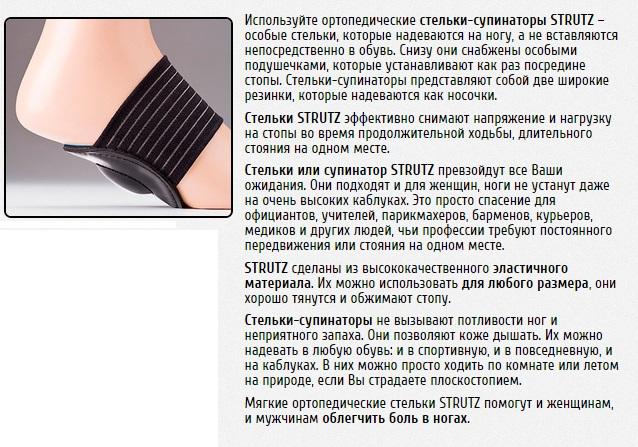 Используйте ортопедические стельки-супинаторы STRUTZ –
особые стельки, которые надеваются на ногу, а не вставляются
непосредственно в обувь. Снизу они снабжены особыми
подушечками, которые устанавливают как раз посредине
стопы. Стельки-супинаторы представляют собой две широкие
резинки, которые надеваются как носочки.
Стельки STRUTZ эффективно снимают напряжение и нагрузку
на стопы во время продолжительной ходьбы, длительного
стояния на одном месте.
Стельки или супинатор STRUTZ превзойдут все Ваши
ожидания. Они подходят и для женщин, ноги не устанут даже
на очень высоких каблуках. Это просто спасение для
официантов, учителей, парикмахеров, барменов, курьеров,
медиков и других людей, чьи профессии требуют постоянного
передвижения или стояния на одном месте.
STRUTZ сделаны из высококачественного эластичного
материала. Их можно использовать для любого размера, они
хорошо тянутся и обжимают стопу.
Стельки-супинаторы не вызывают потливости ног и
неприятного запаха. Они позволяют коже дышать. Их можно
надевать в любую обувь: и в спортивную, и в повседневную, и
на каблуках. В них можно просто ходить по комнате или летом
на природе, если Вы страдаете плоскостопием.
Мягкие ортопедические стельки STRUTZ помогут и женщинам,
и мужчинам облегчить боль в ногах.